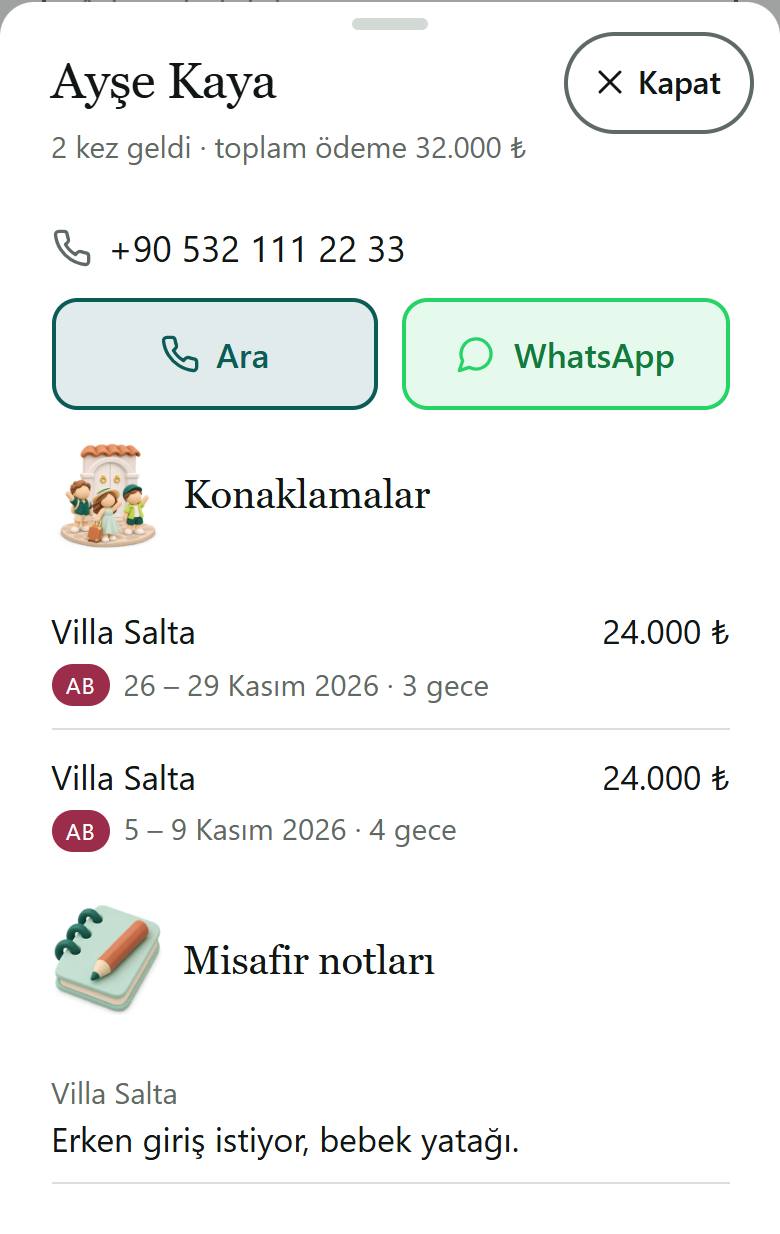 Ayşe Kaya
Kapat
2 kez geldi · toplam ödeme 32.000 ₺
+90 532 111 22 33
Ara
WhatsApp
Konaklamalar
Villa Salta 24.000 ₺
AB 26 – 29 Kasım 2026 · 3 gece
Villa Salta 24.000 ₺
AB 5 – 9 Kasım 2026 · 4 gece
Misafir notları
Villa Salta
Erken giriş istiyor, bebek yatağı.